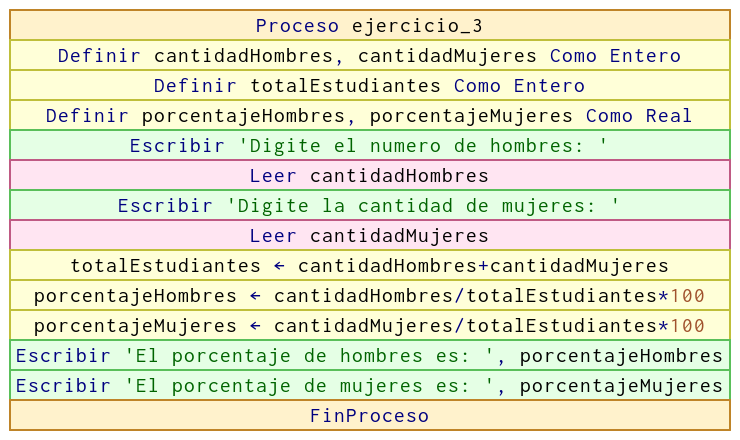 Proceso ejercicio_3
Definir cantidadHombres, cantidadMujeres Como Entero
Definir totalEstudiantes Como Entero
Definir porcentajeHombres, porcentajeMujeres Como Real
Escribir 'Digite el numero de hombres: '
Leer cantidadHombres
Escribir 'Digite la cantidad de mujeres: '
Leer cantidadMujeres
totalEstudiantes ← cantidadHombres+cantidadMujeres
porcentajeHombres ← cantidadHombres/totalEstudiantes*100
porcentajeMujeres ← cantidadMujeres/totalEstudiantes*100
Escribir 'El porcentaje de hombres es: ', porcentajeHombres
Escribir 'El porcentaje de mujeres es: ', porcentajeMujeres
FinProceso